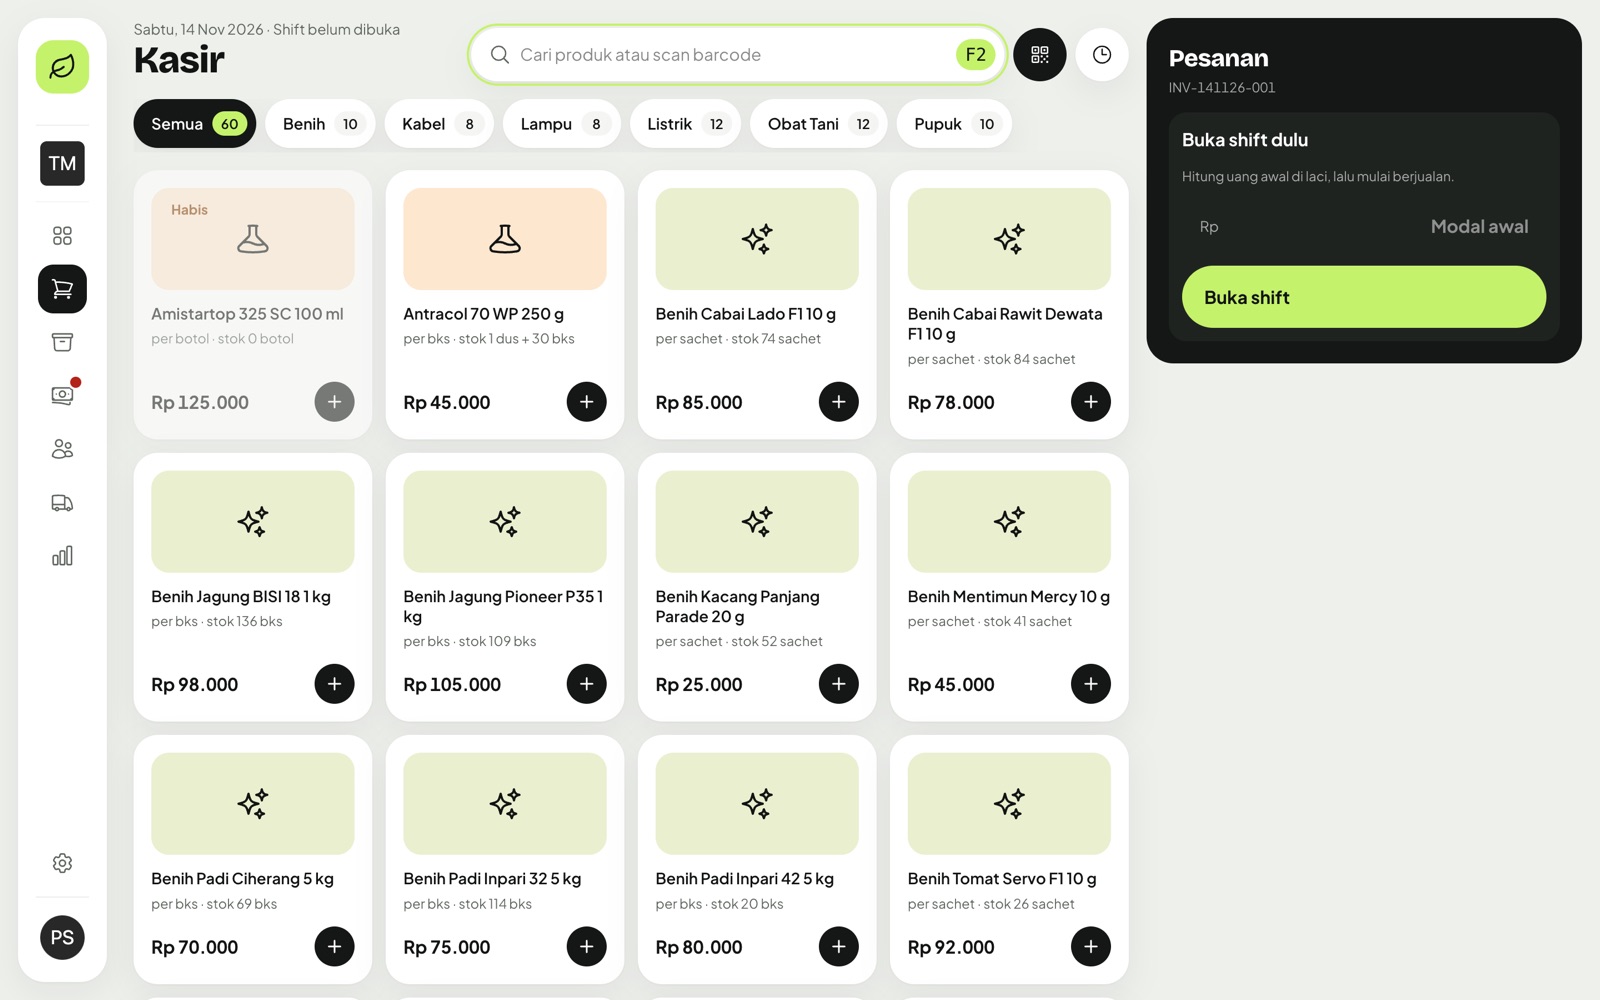 TM
PS
Sabtu, 14 Nov 2026 · Shift belum dibuka
Kasir
Cari produk atau scan barcode
F2
Semua 60
Benih 10
Kabel 8
Lampu 8
Listrik 12
Obat Tani 12
Pupuk 10
Habis
Amistartop 325 SC 100 ml
per botol · stok 0 botol
Rp 125.000
Antracol 70 WP 250 g
per bks · stok 1 dus + 30 bks
Rp 45.000
Benih Cabai Lado F1 10 g
per sachet · stok 74 sachet
Rp 85.000
Benih Cabai Rawit Dewata
F1 10 g
per sachet · stok 84 sachet
Rp 78.000
Benih Jagung BISI 18 1 kg
per bks · stok 136 bks
Rp 98.000
Benih Jagung Pioneer P35 1
kg
per bks · stok 109 bks
Rp 105.000
Benih Kacang Panjang
Parade 20 g
per sachet · stok 52 sachet
Rp 25.000
Benih Mentimun Mercy 10 g
per sachet · stok 41 sachet
Rp 45.000
Benih Padi Ciherang 5 kg
per bks · stok 69 bks
Rp 70.000
Benih Padi Inpari 32 5 kg
per bks · stok 114 bks
Rp 75.000
Benih Padi Inpari 42 5 kg
per bks · stok 20 bks
Rp 80.000
Benih Tomat Servo F1 10 g
per sachet · stok 26 sachet
Rp 92.000
Pesanan
INV-141126-001
Buka shift dulu
Hitung uang awal di laci, lalu mulai berjualan.
Rp Modal awal
Buka shift